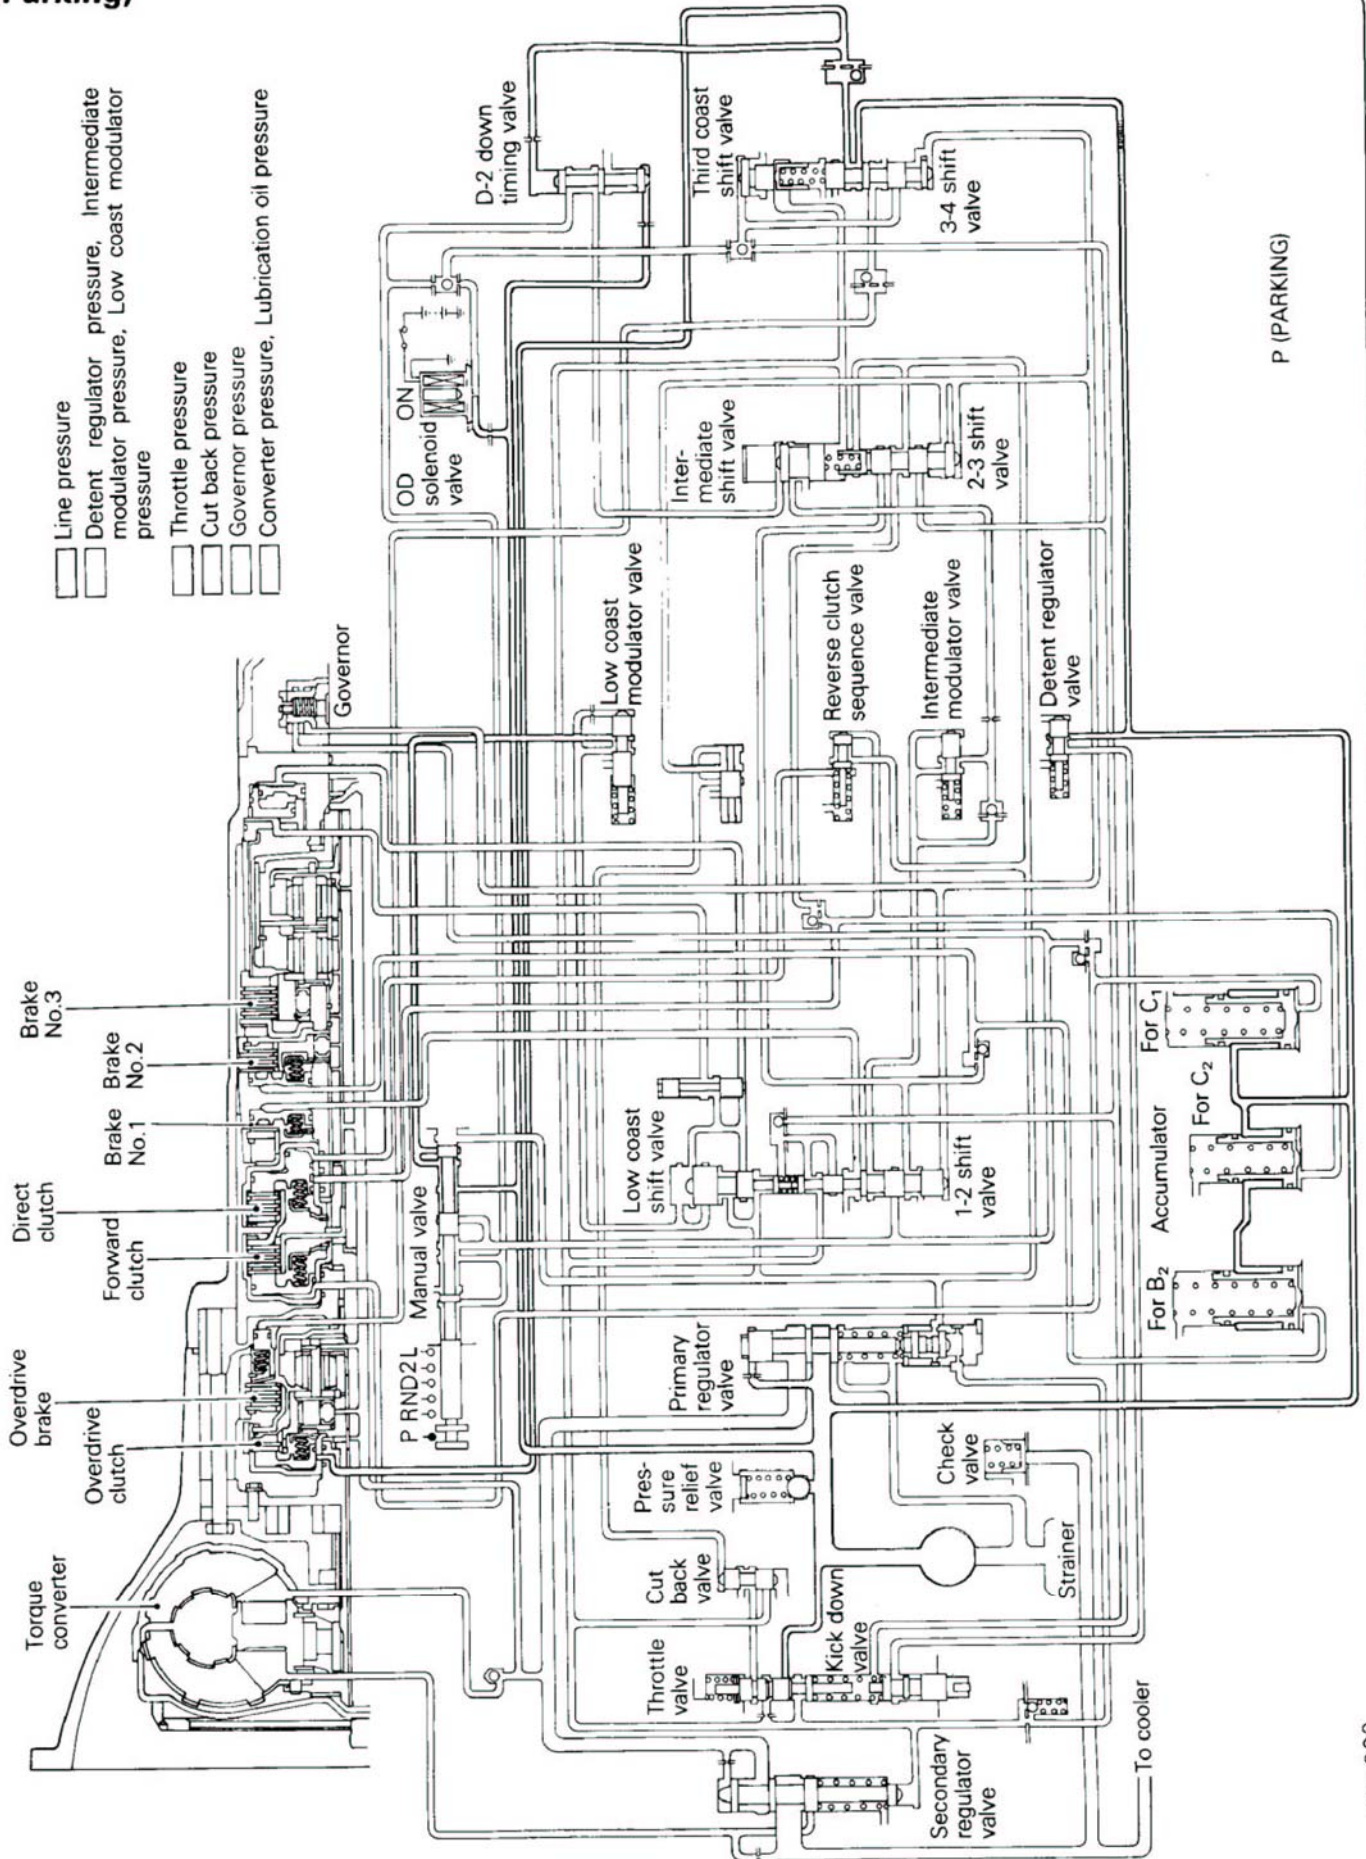 Parking)
Line pressure
Detent regulator pressure, Intermediate
modulator pressure, Low coast modulator
pressure
Throttle pressure
Cut back pressure
Governor pressure
Converter pressure, Lubrication oil pressure
Torque
converter
Overdrive
clutch
Overdrive
brake
Forward
clutch
Direct
clutch
Brake
No.1
Brake
No.2
Brake
No.3
Governor
P RND2L
Manual valve
OD
solenoid
valve
ON
D-2 down
timing valve
Low coast
modulator valve
Third coast
shift valve
3-4 shift
valve
Inter-
mediate
shift valve
2-3 shift
valve
Reverse clutch
sequence valve
Intermediate
modulator valve
Detent regulator
valve
Low coast
shift valve
1-2 shift
valve
Primary
regulator
valve
Pres-
sure
relief
valve
Cut
back
valve
Throttle
valve
Kick down
valve
Secondary
regulator
valve
Check
valve
Strainer
To cooler
For B2
Accumulator
For C2
For C1
P (PARKING)